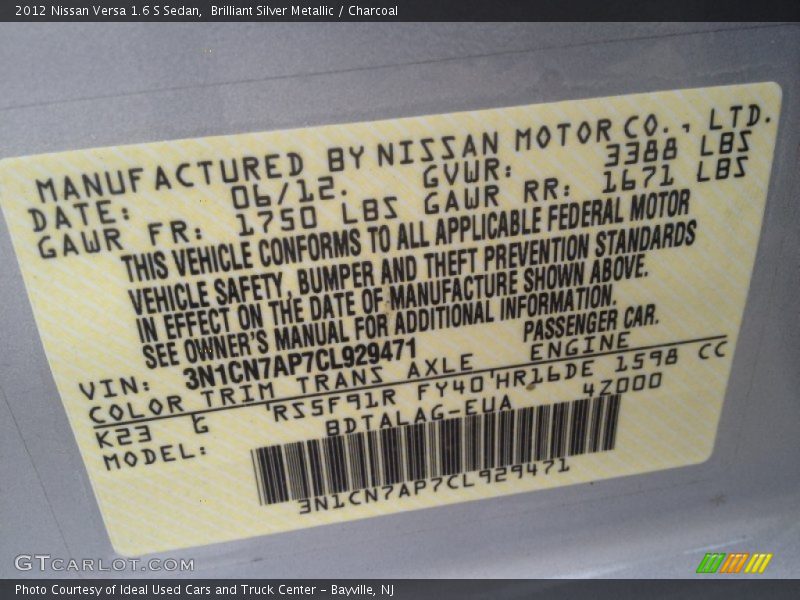 2012 Nissan Versa 1.6 S Sedan,  Brilliant Silver Metallic / Charcoal
MANUFACTURED BY NISSAN MOTOR CO., LTD.
DATE: 06/12. GVWR: 3388 LBS
GAWR FR: 1750 LBS GAWR RR: 1671 LBS
THIS VEHICLE CONFORMS TO ALL APPLICABLE FEDERAL MOTOR
VEHICLE SAFETY, BUMPER AND THEFT PREVENTION STANDARDS
IN EFFECT ON THE DATE OF MANUFACTURE SHOWN ABOVE.
SEE OWNER'S MANUAL FOR ADDITIONAL INFORMATION.
VIN: 3N1CN7AP7CL929471 PASSENGER CAR.
COLOR TRIM TRANS AXLE ENGINE
K23 G 'RS5F91R FY40'HR16DE 1598 CC
MODEL: BDTALAG-EUA 4Z000
3N1CN7AP7CL929471
GTCARLOT.COM
Photo Courtesy of Ideal Used Cars and Truck Center – Bayville, NJ